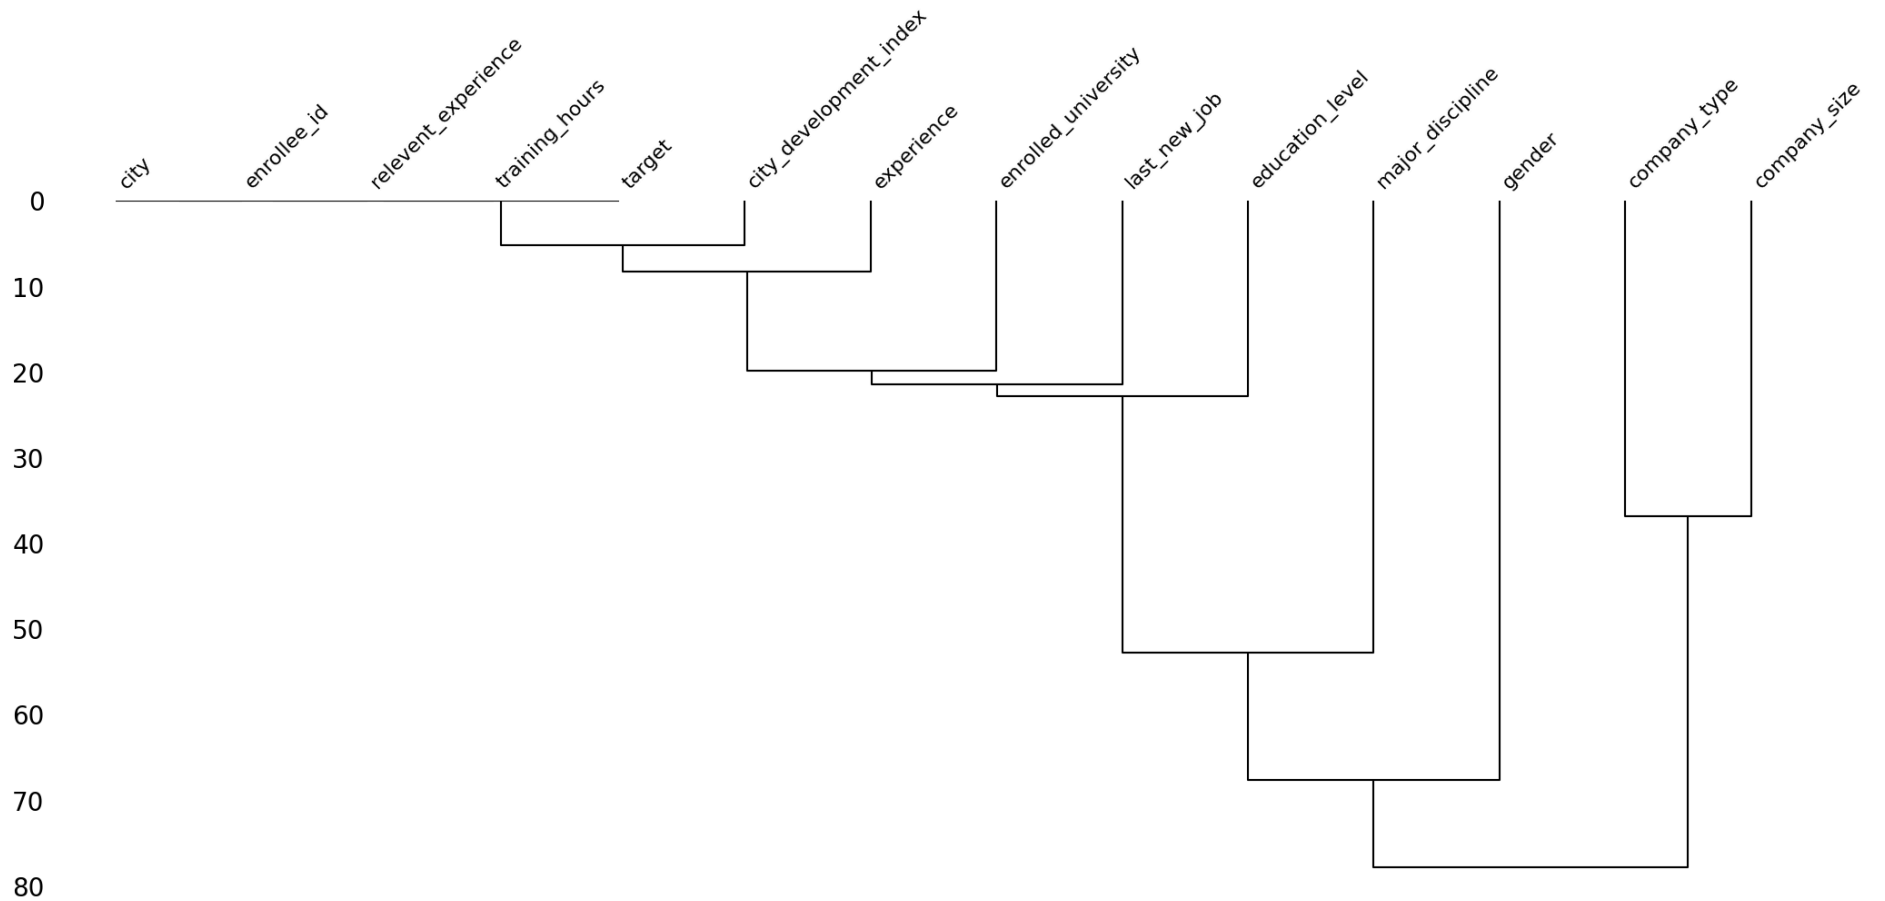 city
enrollee_id
relevent_experience
training_hours
target
city_development_index
experience
enrolled_university
last_new_job
education_level
major_discipline
gender
company_type
company_size
0
10
20
30
40
50
60
70
80